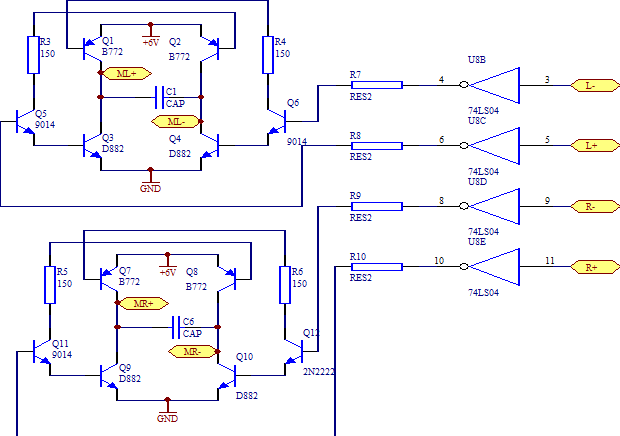 R3
150
Q1
B772
+6V
Q2
B772
R4
150
ML+
C1
CAP
ML-
Q5
9014
Q3
D882
Q4
D882
Q6
9014
GND
R7
RES2
4
U8B
3
L-
74LS04
R8
RES2
6
U8C
5
L+
74LS04
R9
RES2
8
U8D
9
R-
74LS04
R10
RES2
10
U8E
11
R+
74LS04
R5
150
Q7
B772
+6V
Q8
B772
R6
150
MR+
C6
CAP
MR-
Q11
9014
Q9
D882
Q10
D882
Q12
2N2222
GND